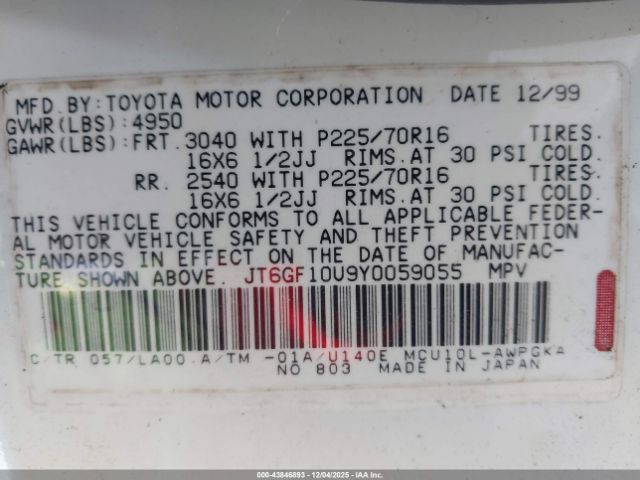 MFD.BY:TOYOTA MOTOR CORPORATION DATE 12/99
GVWR(LBS):4950
GAWR(LBS):FRT.3040 WITH P225/70R16 TIRES.
16X6 1/2JJ RIMS.AT 30 PSI COLD.
RR. 2540 WITH P225/70R16 TIRES.
16X6 1/2JJ RIMS.AT 30 PSI COLD.
THIS VEHICLE CONFORMS TO ALL APPLICABLE FEDER-
AL MOTOR VEHICLE SAFETY AND THEFT PREVENTION
STANDARDS IN EFFECT ON THE DATE OF MANUFAC-
TURE SHOWN ABOVE. JT6GF10U9Y0059055 MPV
C/TR 057/LA00 A/TM -01A/U140E MCU10L-AWPGKA
NO 803 MADE IN JAPAN
000-43846893 - 12/04/2025 - IAAI.COM